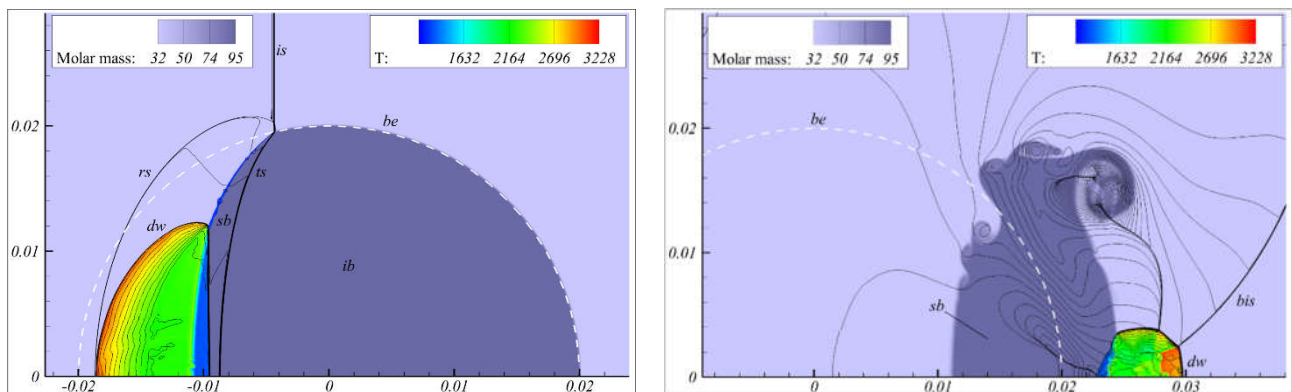 Molar mass: 32 50 74 95
is
T: 1632 2164 2696 3228
0.02
be
rs
ts
dw
sb
0.01
ib
0
-0.02 -0.01 0 0.01 0.02
Molar mass: 32 50 74 95
T: 1632 2164 2696 3228
be
0.02
0.01
bis
sb
dw
0
0 0.01 0.02 0.03